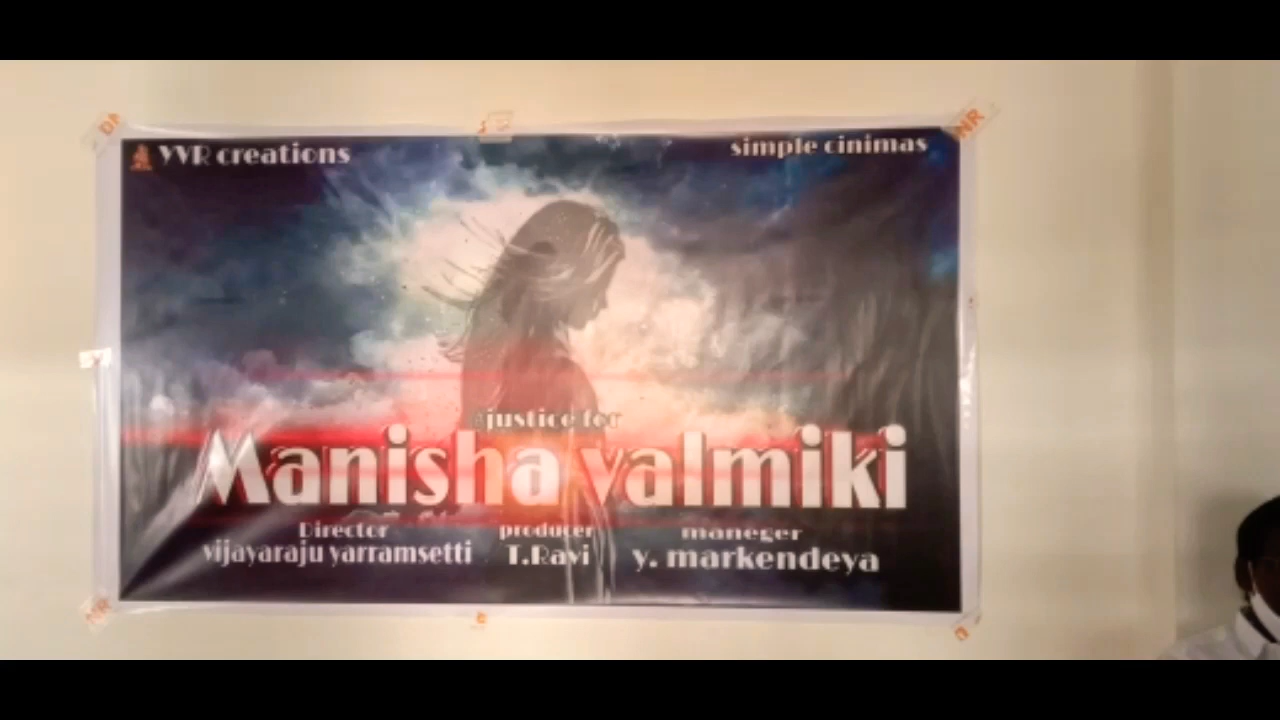 YVR creations
simple cinimas
#justice for
Manisha valmiki
Director
producer
maneger
vijayaraju yarramsetti
T.Ravi
y. markendeya